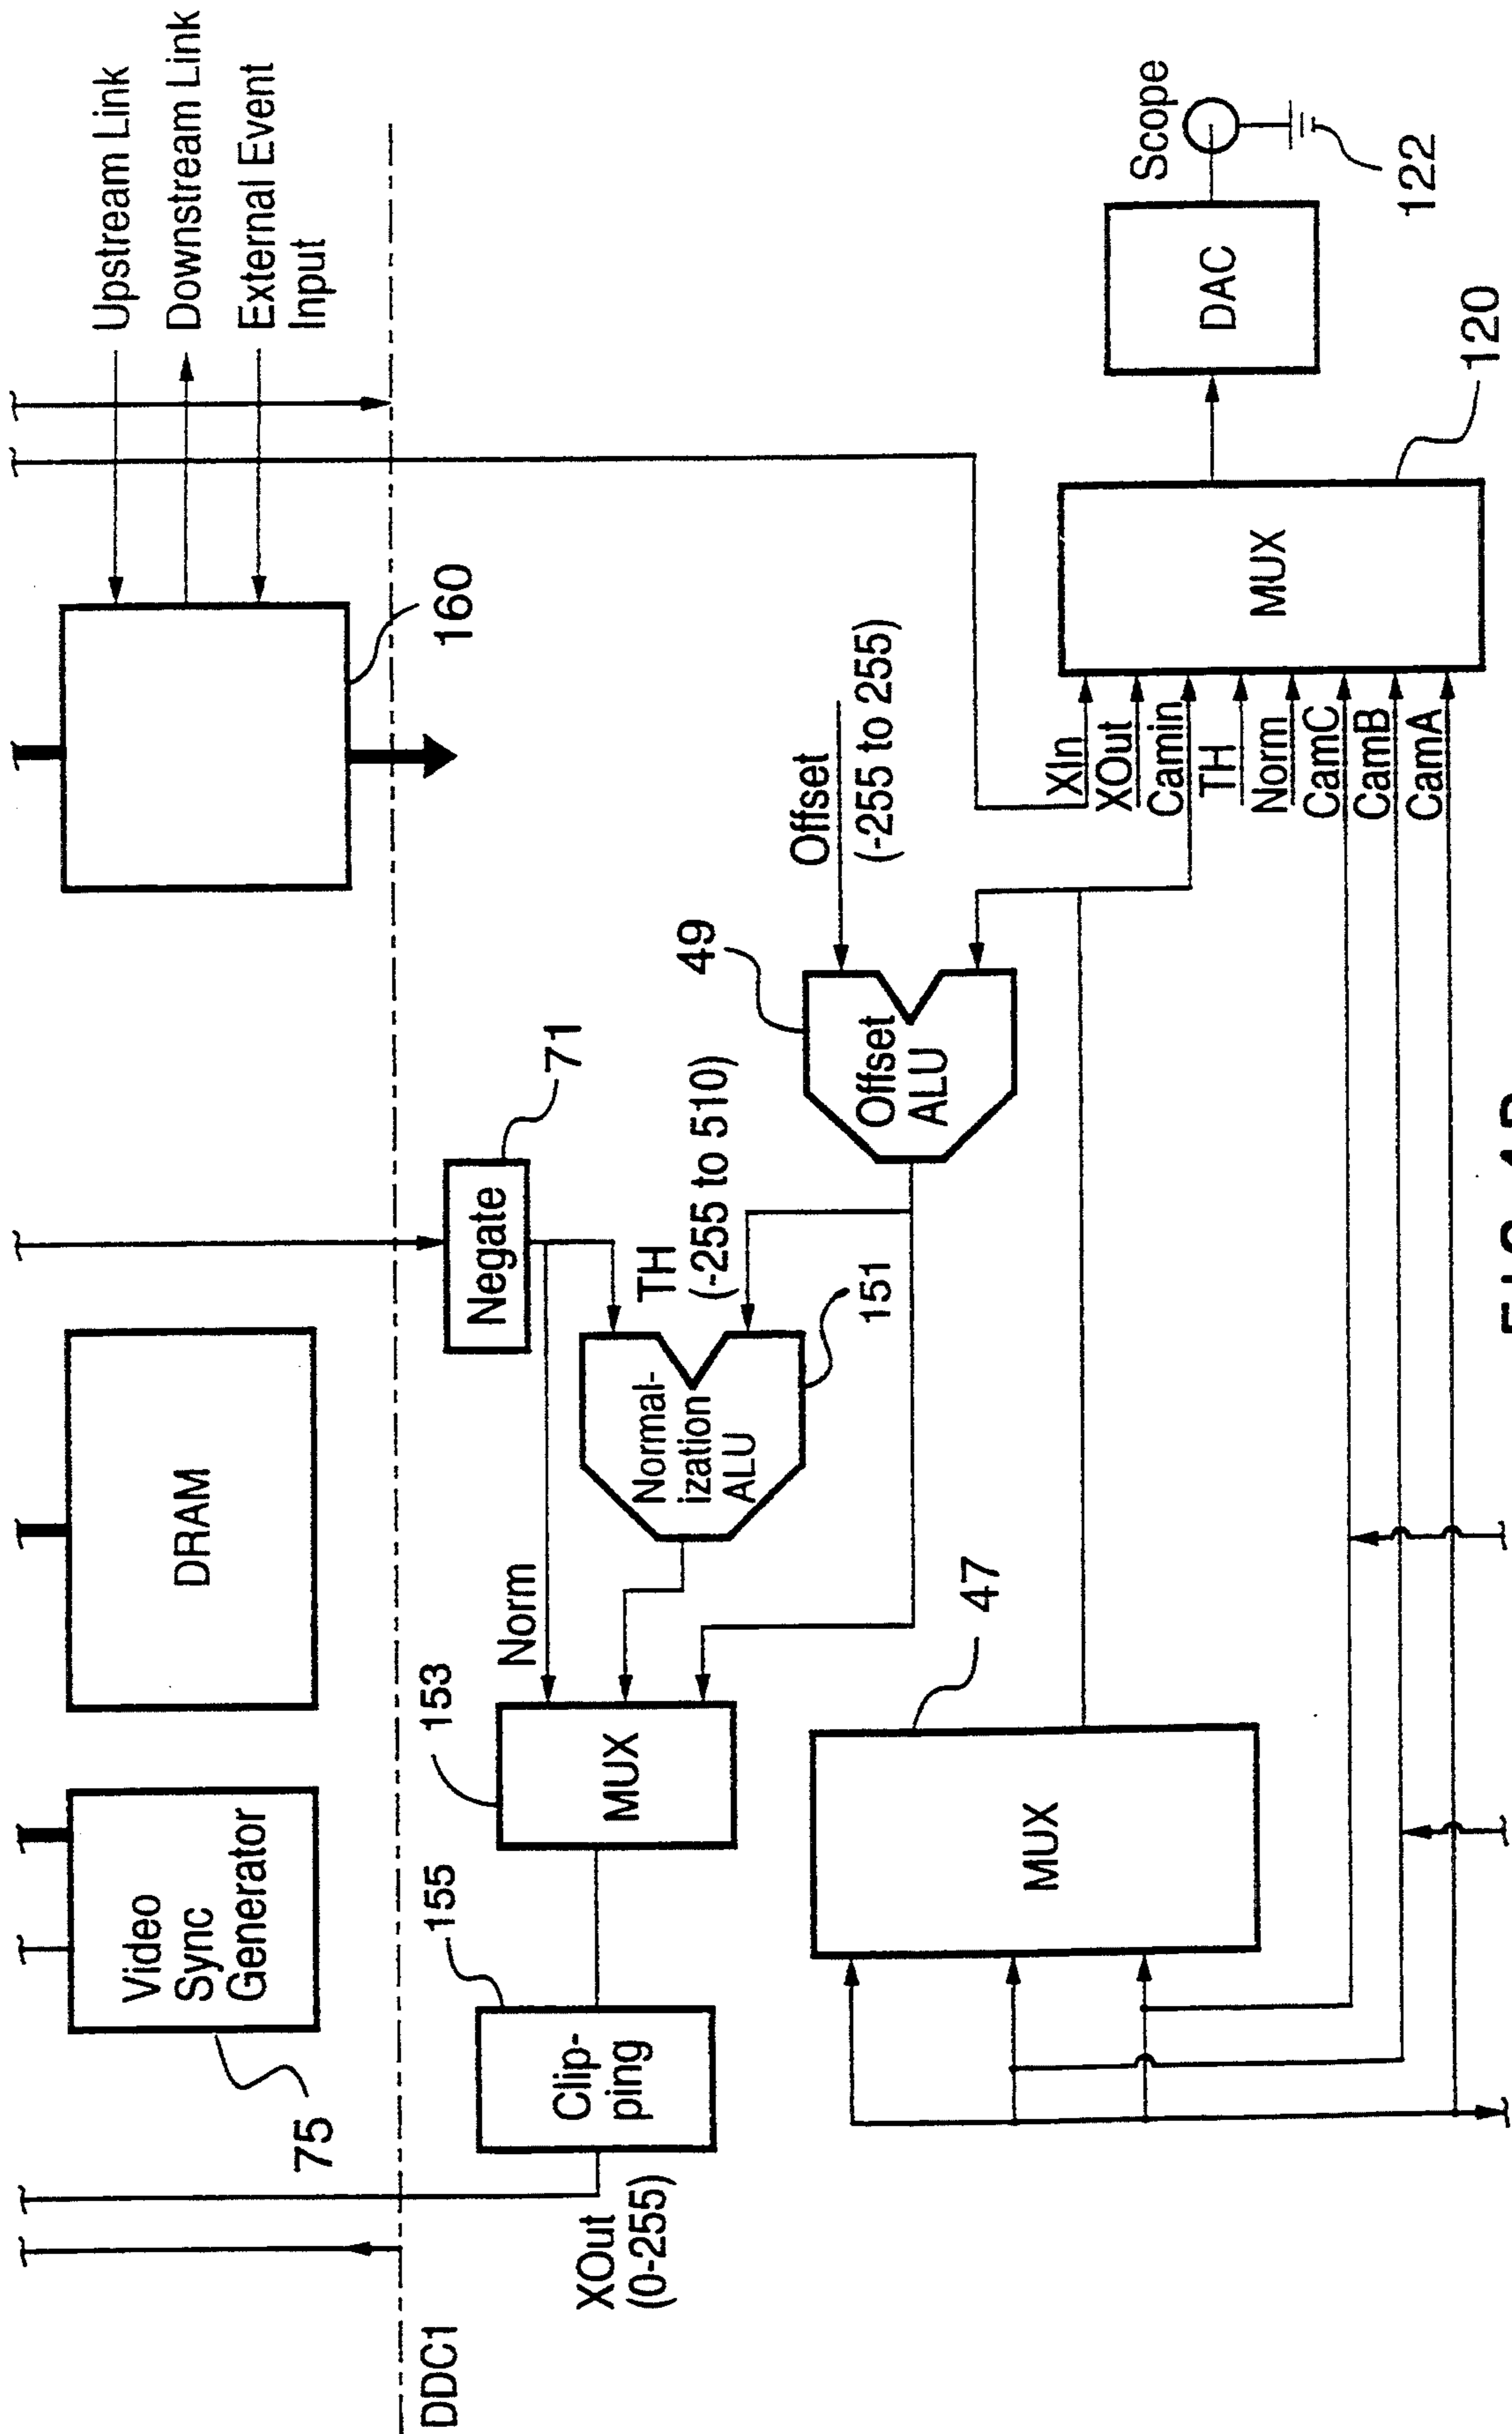 Upstream Link
Downstream Link
External Event
Input
160
DRAM
Video
Sync
Generator
75
DDC1
71
Negate
Norm
TH
(-255 to 510)
Normal-
ization
ALU
151
153
MUX
155
Clip-
ping
XOut
(0-255)
49
Offset
(-255 to 255)
Offset
ALU
47
MUX
XIn
XOut
Camin
TH
Norm
CamC
CamB
CamA
MUX
120
DAC
Scope
122